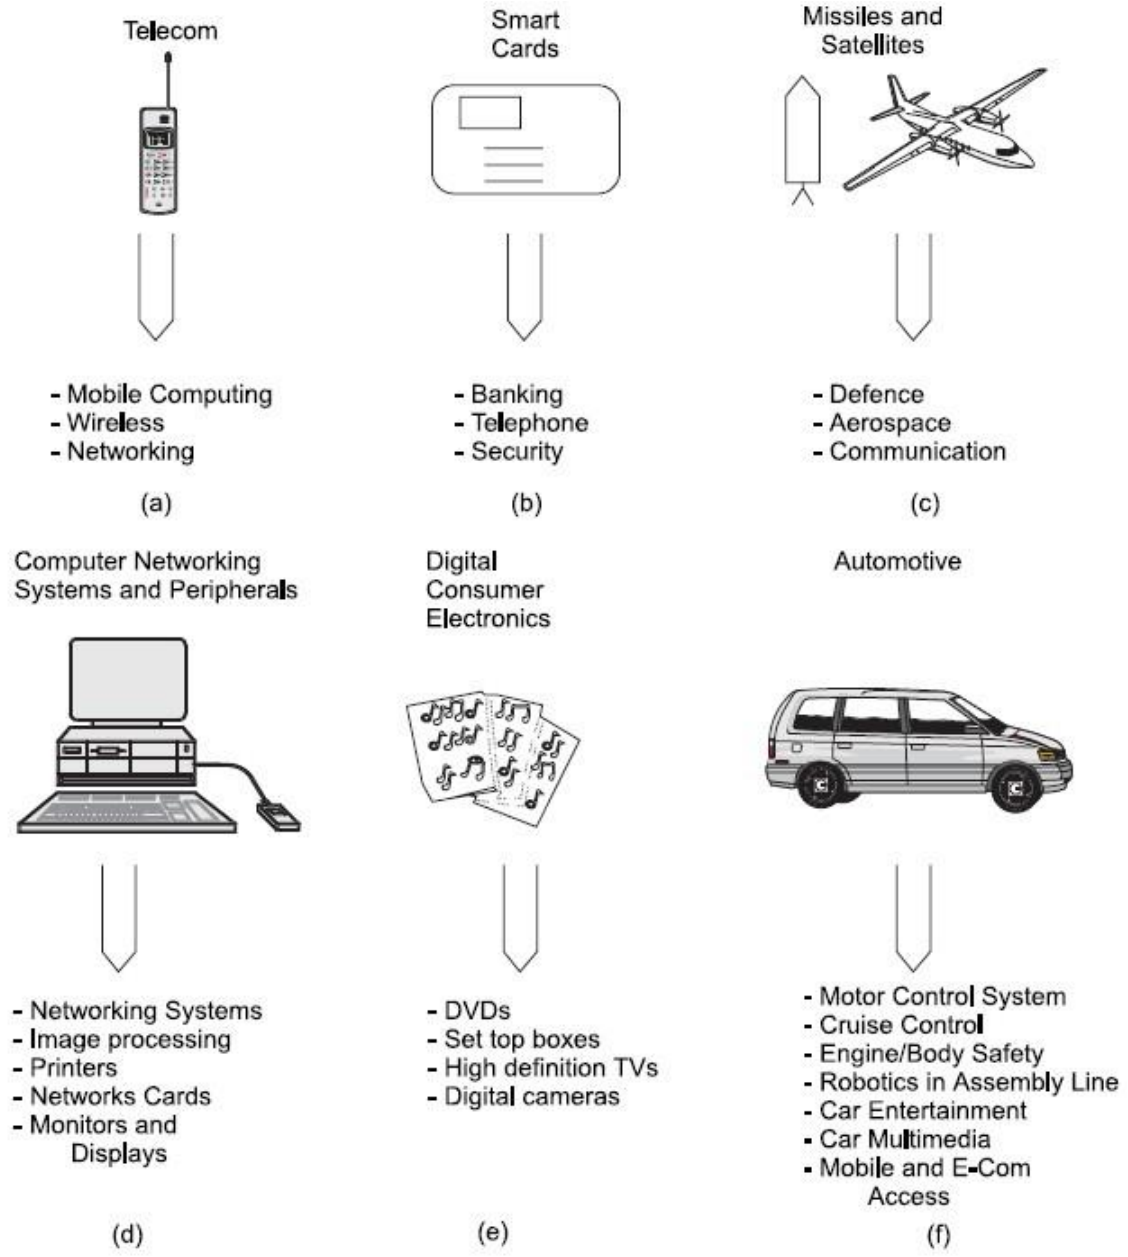 Telecom
Smart
Cards
Missiles and
Satellites
- Mobile Computing
- Wireless
- Networking
(a)
- Banking
- Telephone
- Security
(b)
- Defence
- Aerospace
- Communication
(c)
Computer Networking
Systems and Peripherals
Digital
Consumer
Electronics
Automotive
C
C
- Networking Systems
- Image processing
- Printers
- Networks Cards
- Monitors and
Displays
(d)
- DVDs
- Set top boxes
- High definition TVs
- Digital cameras
(e)
- Motor Control System
- Cruise Control
- Engine/Body Safety
- Robotics in Assembly Line
- Car Entertainment
- Car Multimedia
- Mobile and E-Com
Access
(f)